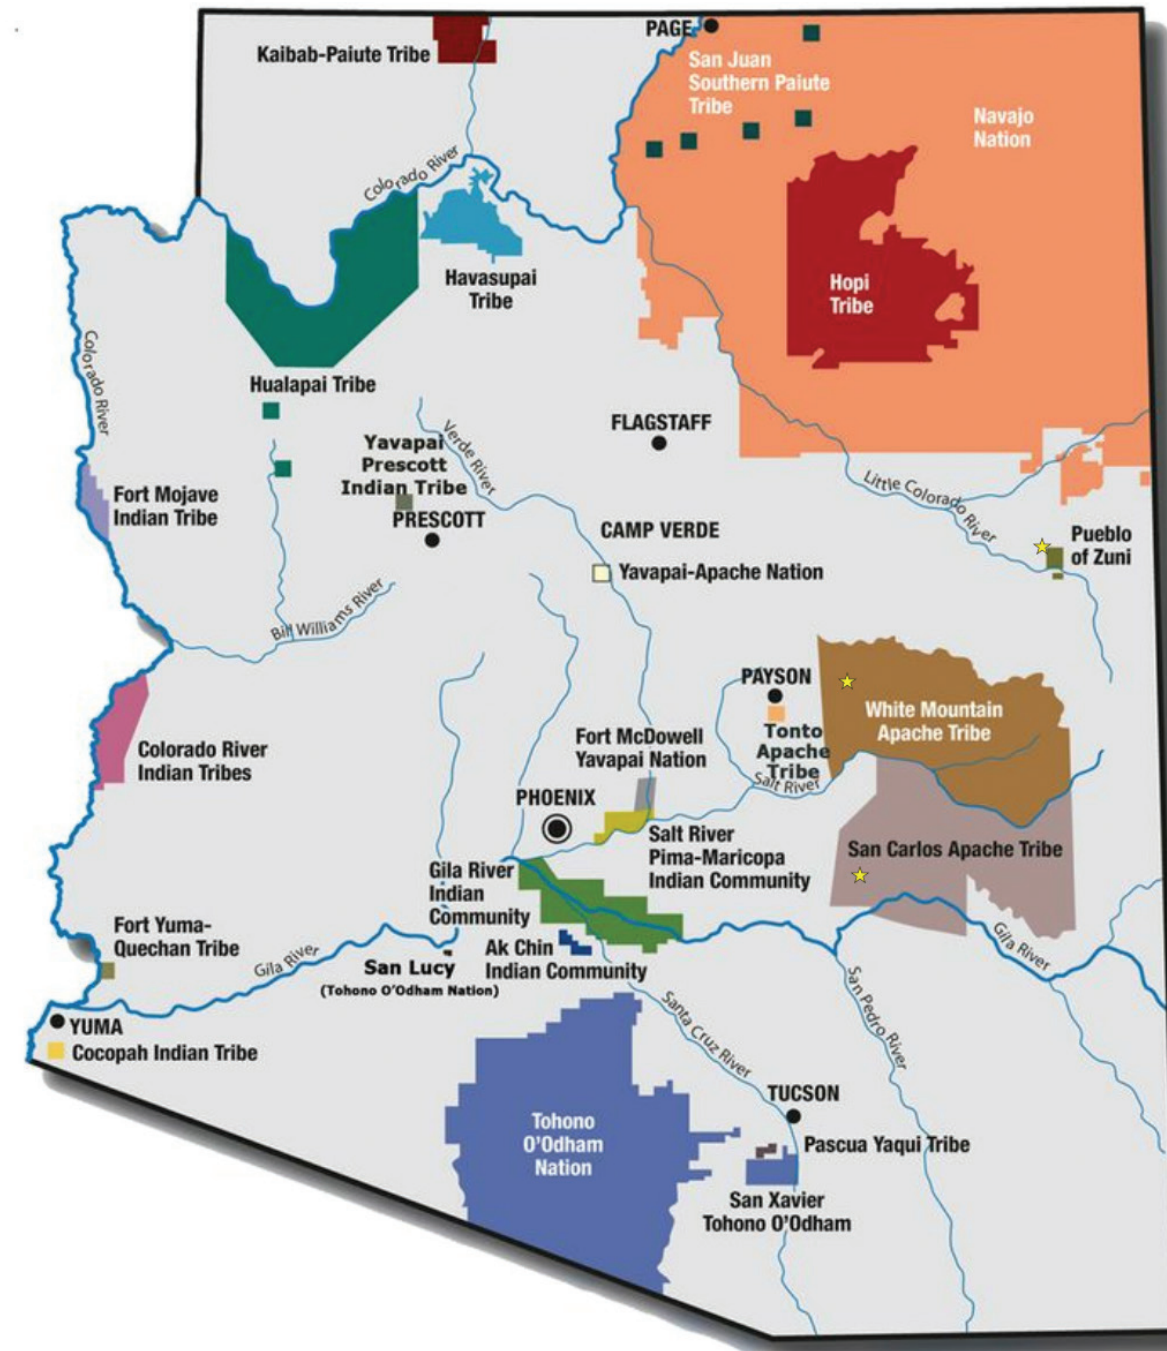 PAGE
Kaibab-Paiute Tribe
San Juan
Southern Paiute
Tribe
Navajo
Nation
Colorado River
Havasupai
Tribe
Hopi
Tribe
Colorado River
Hualapai Tribe
FLAGSTAFF
Verde River
Yavapai
Prescott
Indian Tribe
PRESCOTT
Fort Mojave
Indian Tribe
Little Colorado
River
CAMP VERDE
Pueblo
of Zuni
Yavapai-Apache Nation
Bill Williams River
PAYSON
White Mountain
Apache Tribe
Tonto
Apache
Tribe
Fort McDowell
Yavapai Nation
Colorado River
Indian Tribes
Salt River
PHOENIX
Salt River
Pima-Maricopa
Indian Community
San Carlos Apache Tribe
Gila River
Indian
Community
Fort Yuma-
Quechan Tribe
Gila River
Ak Chin
Indian Community
San Lucy
(Tohono O'Odham Nation)
Gila River
San Pedro River
Santa Cruz River
YUMA
Cocopah Indian Tribe
TUCSON
Tohono
O'Odham
Nation
Pascua Yaqui Tribe
San Xavier
Tohono O'Odham